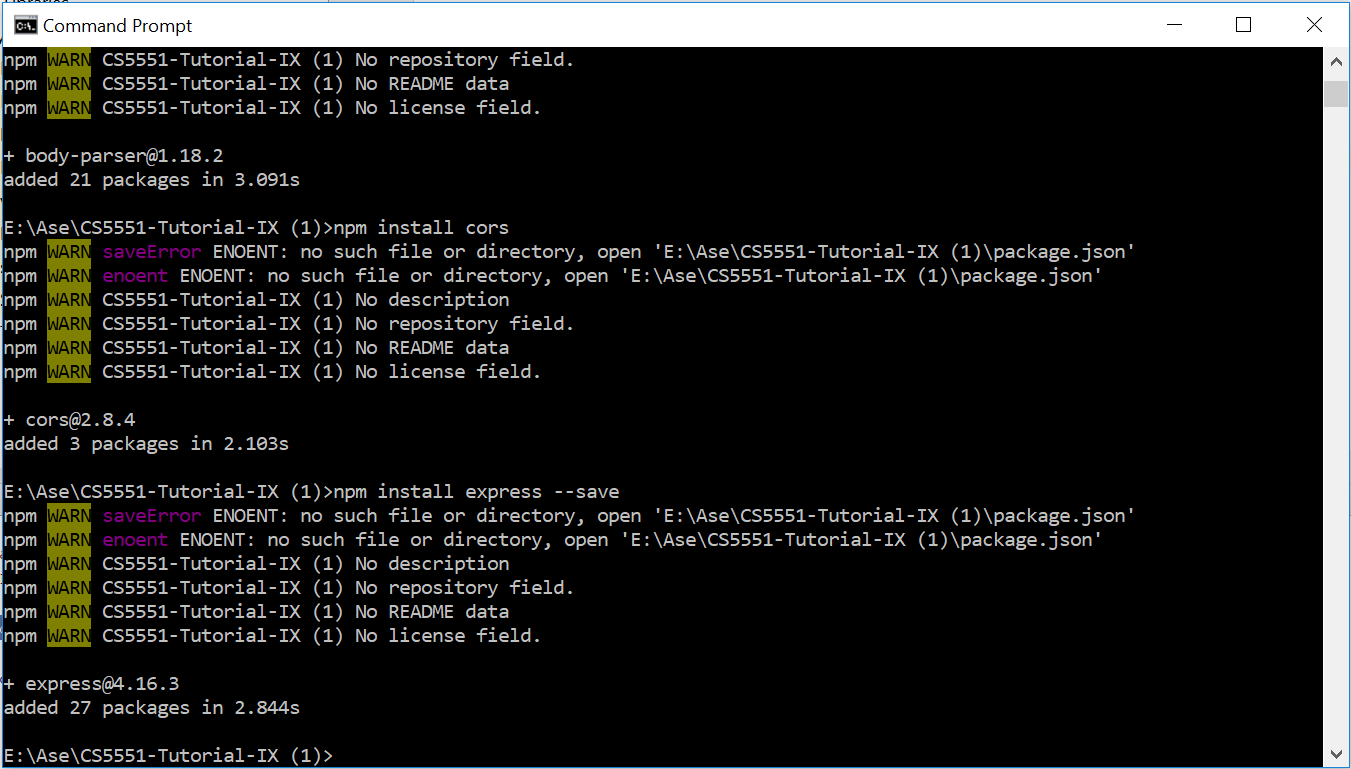 Command Prompt
npm WARN CS5551-Tutorial-IX (1) No repository field.
npm WARN CS5551-Tutorial-IX (1) No README data
npm WARN CS5551-Tutorial-IX (1) No license field.
+ body-parser@1.18.2
added 21 packages in 3.091s
E:\Ase\CS5551-Tutorial-IX (1)>npm install cors
npm WARN saveError ENOENT: no such file or directory, open 'E:\Ase\CS5551-Tutorial-IX (1)\package.json'
npm WARN enoent ENOENT: no such file or directory, open 'E:\Ase\CS5551-Tutorial-IX (1)\package.json'
npm WARN CS5551-Tutorial-IX (1) No description
npm WARN CS5551-Tutorial-IX (1) No repository field.
npm WARN CS5551-Tutorial-IX (1) No README data
npm WARN CS5551-Tutorial-IX (1) No license field.
+ cors@2.8.4
added 3 packages in 2.103s
E:\Ase\CS5551-Tutorial-IX (1)>npm install express --save
npm WARN saveError ENOENT: no such file or directory, open 'E:\Ase\CS5551-Tutorial-IX (1)\package.json'
npm WARN enoent ENOENT: no such file or directory, open 'E:\Ase\CS5551-Tutorial-IX (1)\package.json'
npm WARN CS5551-Tutorial-IX (1) No description
npm WARN CS5551-Tutorial-IX (1) No repository field.
npm WARN CS5551-Tutorial-IX (1) No README data
npm WARN CS5551-Tutorial-IX (1) No license field.
+ express@4.16.3
added 27 packages in 2.844s
E:\Ase\CS5551-Tutorial-IX (1)>